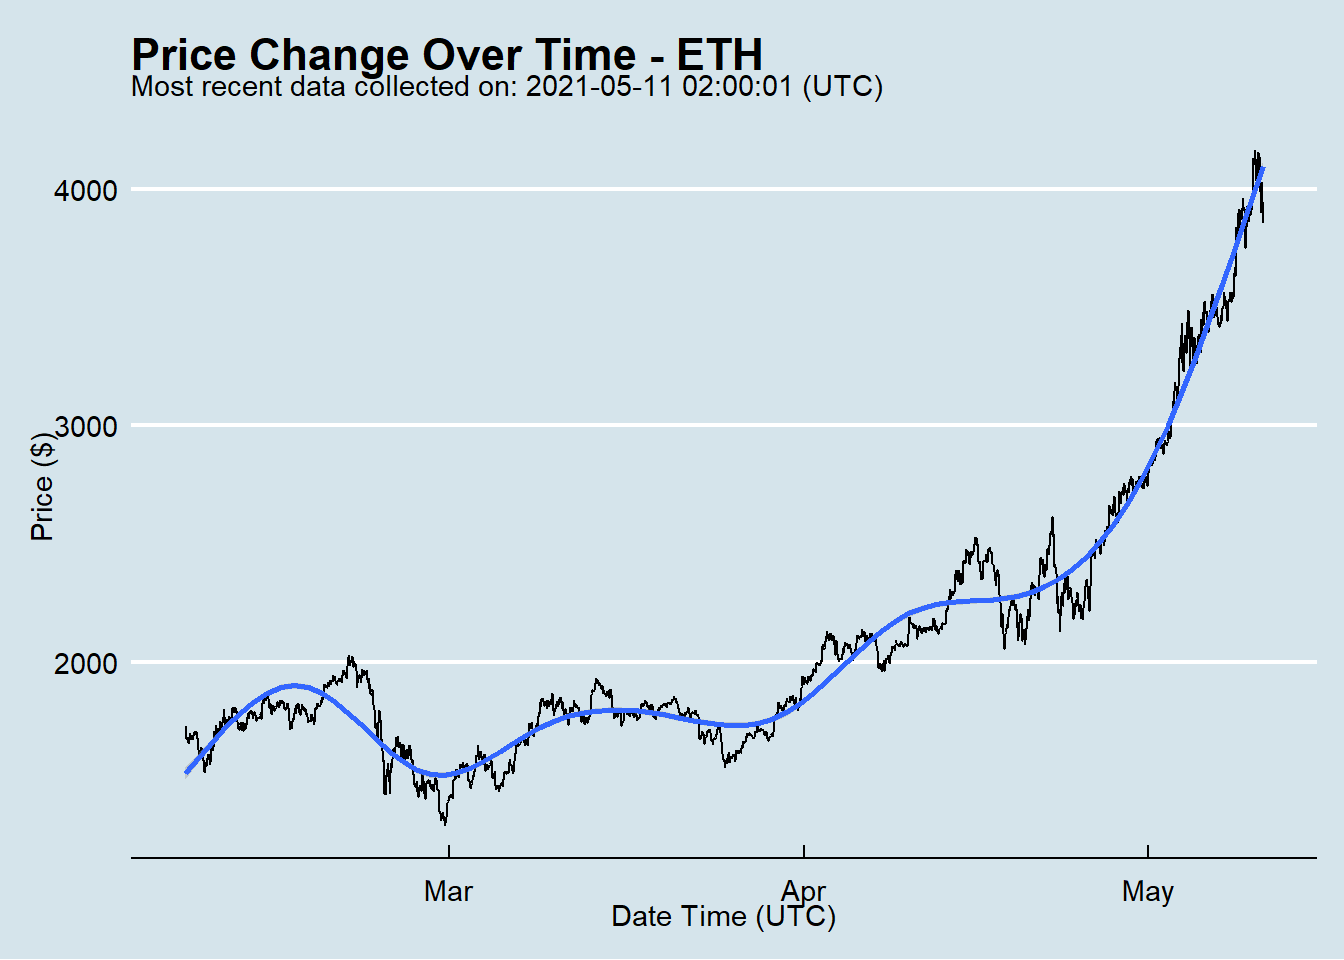 Price Change Over Time - ETH
Most recent data collected on: 2021-05-11 02:00:01 (UTC)
4000
3000
2000
Price ($)
Mar
Apr
May
Date Time (UTC)